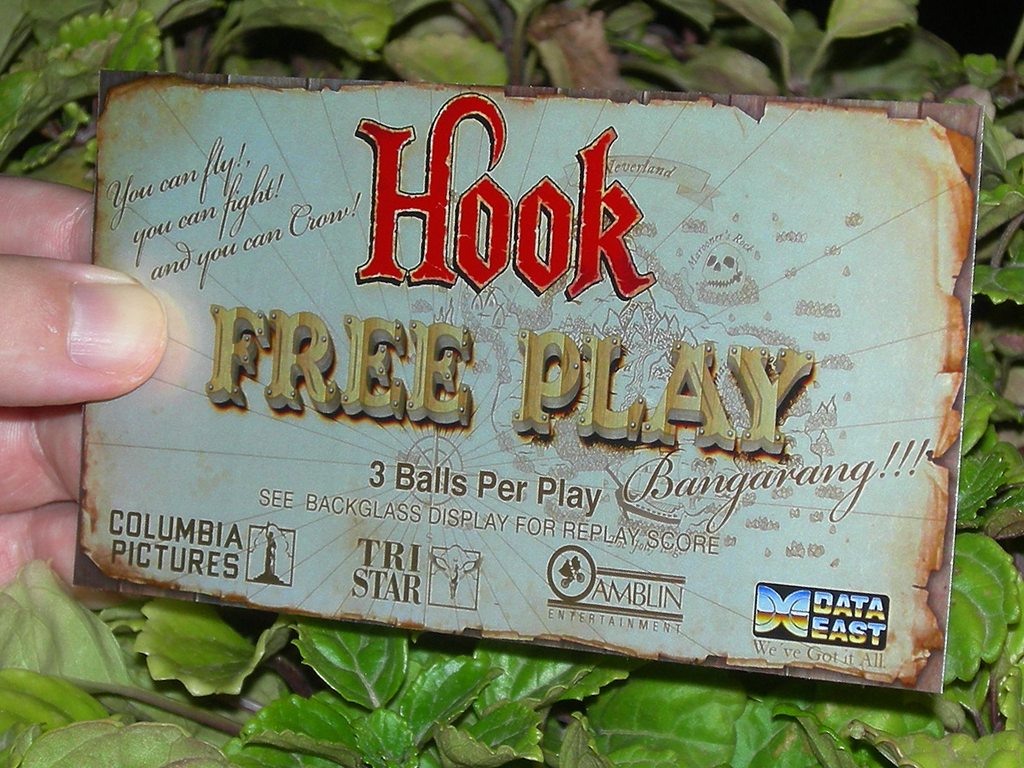 Hook
Neverland
You can fly!,
you can fight!
and you can Crow!
Marooner's Rock
FREE PLAY
3 Balls Per Play
Bangarang!!!
SEE BACKGLASS DISPLAY FOR REPLAY SCORE
COLUMBIA
PICTURES
TRI
STAR
AMBLIN
ENTERTAINMENT
DATA
EAST
We've Got it All.